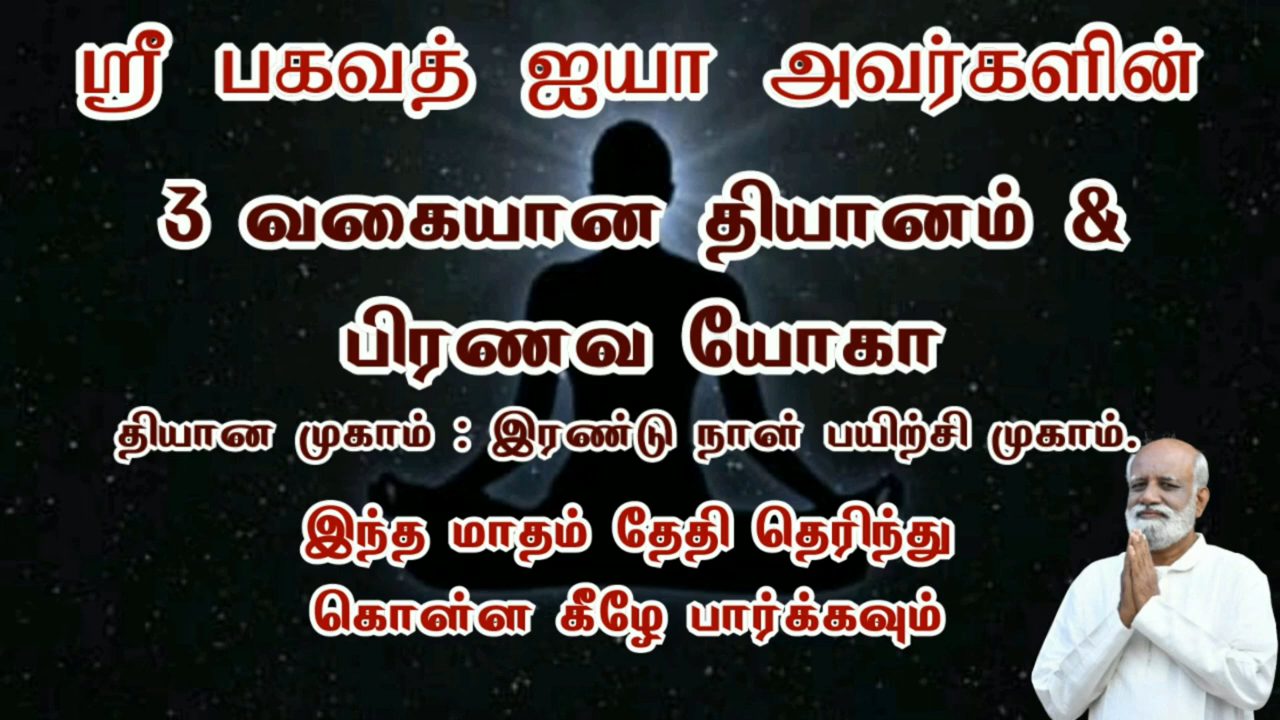 ஸ்ரீ பகவத் ஐயா அவர்களின்
3 வகையான தியானம் &
பிரணவ யோகா
தியான முகாம் : இரண்டு நாள் பயிற்சி முகாம்.
இந்த மாதம் தேதி தெரிந்து
கொள்ள கீழே பார்க்கவும்